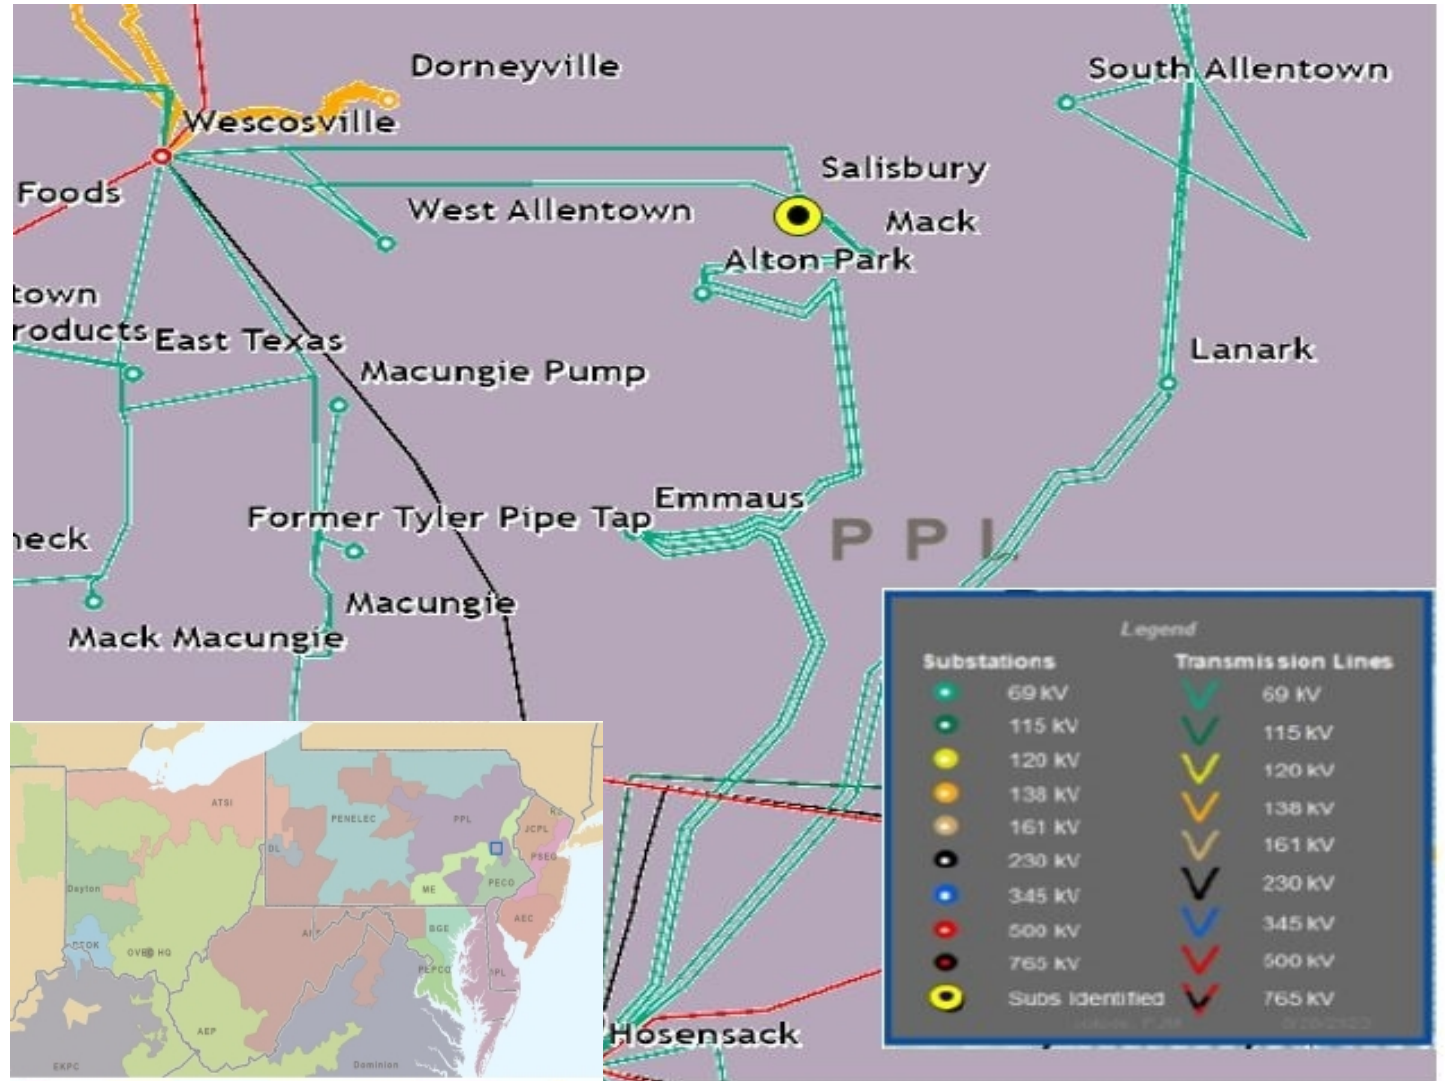 Dorneyville
South Allentown
Wescosville
Salisbury
Foods
West Allentown
Mack
Alton Park
town
roducts
East Texas
Lanark
Macungie Pump
Emmaus
Former Tyler Pipe Tap
PPL
neck
Macungie
Mack Macungie
Hosensack
Legend
Substations
69 kV
115 kV
120 kV
138 kV
161 kV
230 kV
345 kV
500 kV
765 kV
Subs Identified
Transmission Lines
69 kV
115 kV
120 kV
138 kV
161 kV
230 kV
345 kV
500 kV
765 kV
ATSI
PENELEC
PPL
JCPL
DL
PSEG
Dayton
ME
PECO
AEC
BGE
OVEC HQ
PEPCO
DPL
AEP
EKPC
Dominion